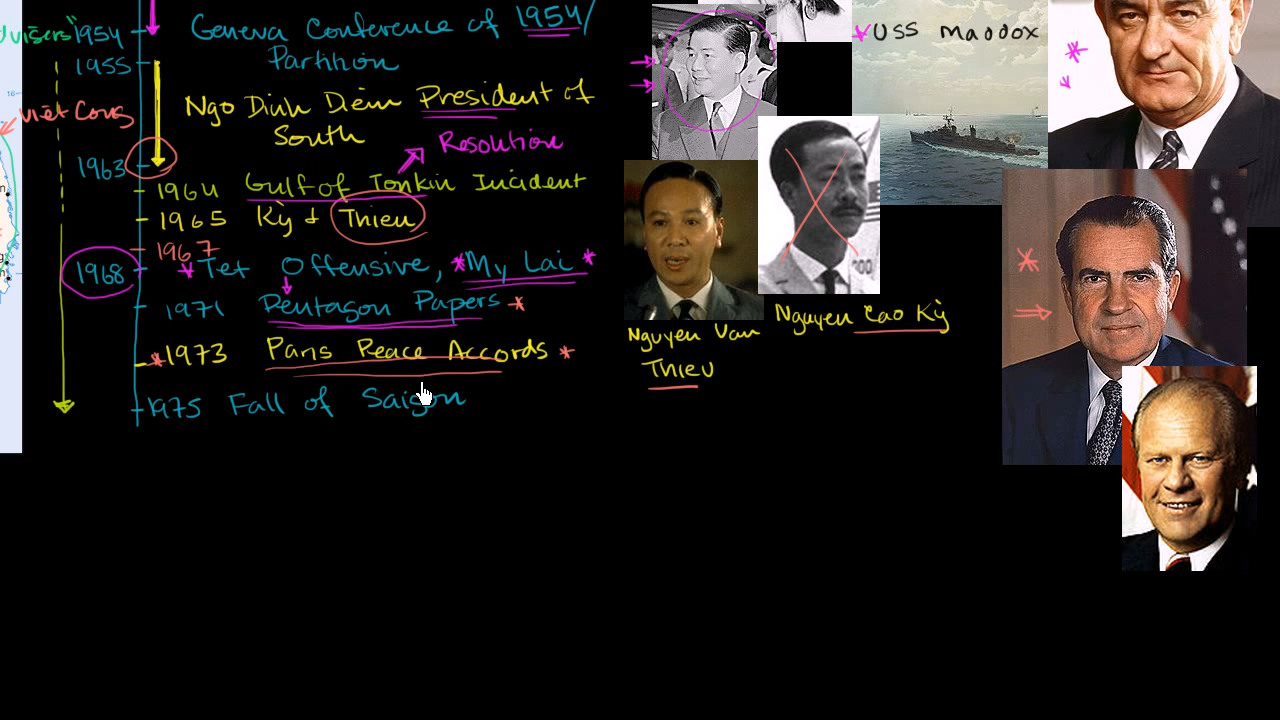 dvisers"
1954
Geneva Conference of 1954/
Partition
1955
Viet Cong
Ngo Dinh Diem President of
South
Resolution
1963
1964 Gulf of Tonkin Incident
1965 Ky & Thieu
1967
1968
Tet Offensive, *My Lai *
1971 Pentagon Papers *
*1973 Paris Peace Accords *
1975 Fall of Saigon
USS Maddox
Nguyen Van
Thieu
Nguyen Cao Ky
16